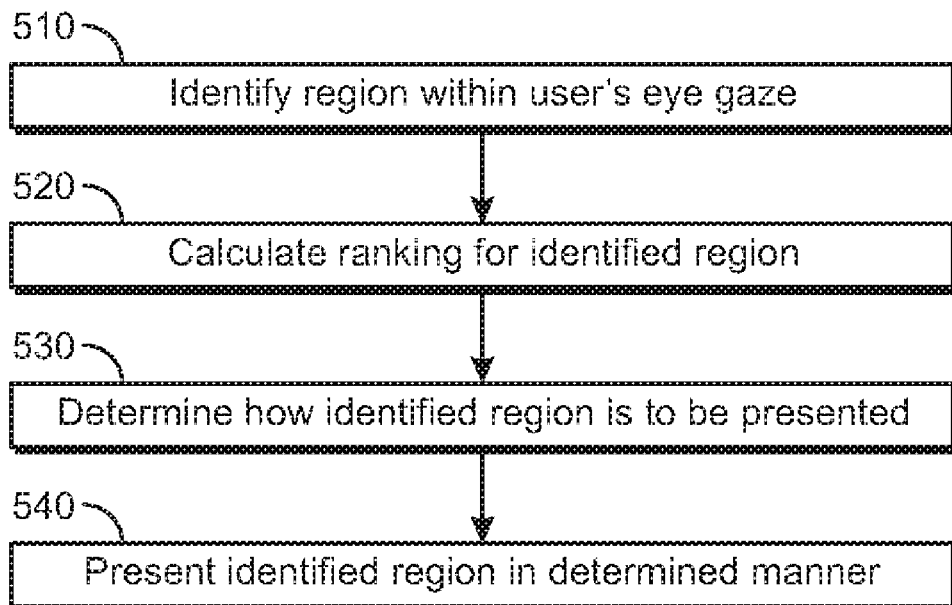 510
Identify region within user's eye gaze
520
Calculate ranking for identified region
530
Determine how identified region is to be presented
540
Present identified region in determined manner